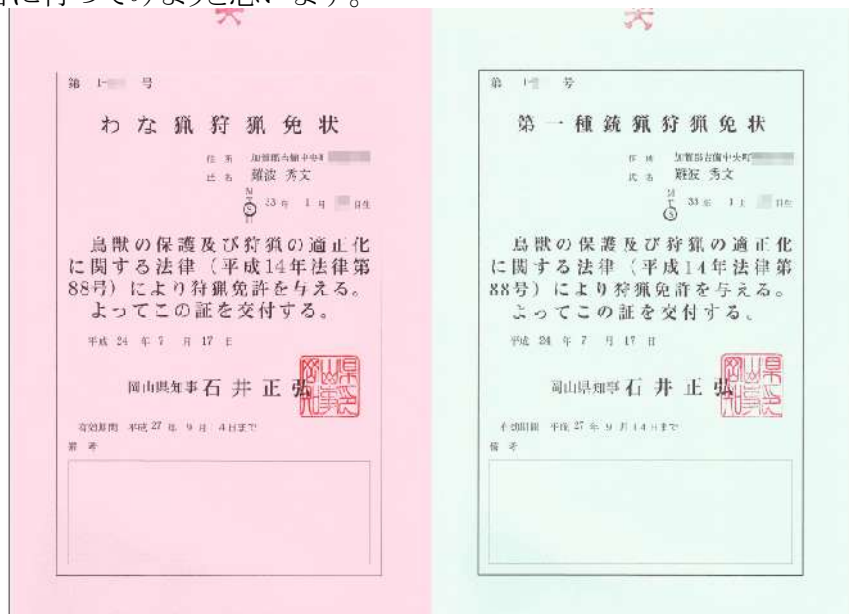 に行ってみようと思います。
第 1- 号
わな猟狩猟免状
住所 加賀郡吉備中央町
氏名 難波 秀文
33年 1月 日生
鳥獣の保護及び狩猟の適正化
に関する法律（平成14年法律第
88号）により狩猟免許を与える。
よってこの証を交付する。
平成 24 年 7 月 17 日
岡山県知事 石井正弘
有効期間 平成 27 年 9 月 14日まで
備考
第 1- 号
第一種銃猟狩猟免状
住所 加賀郡吉備中央町
氏名 難波 秀文
33年 1月 日生
鳥獣の保護及び狩猟の適正化
に関する法律（平成14年法律第
88号）により狩猟免許を与える。
よってこの証を交付する。
平成 24 年 7 月 17 日
岡山県知事 石井正弘
有効期間 平成 27 年 9 月 14 日まで
備考